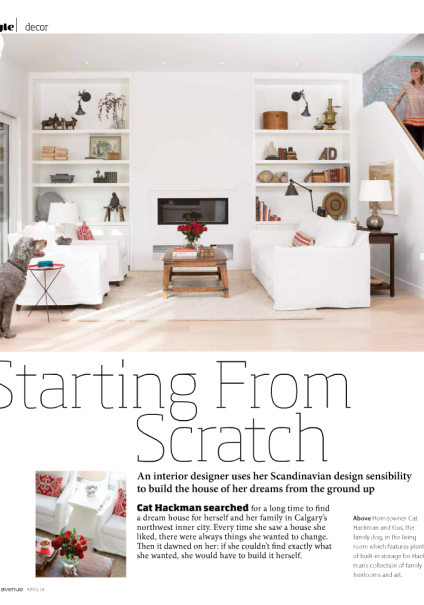 yle decor
Starting From
Scratch
An interior designer uses her Scandinavian design sensibility
to build the house of her dreams from the ground up
Cat Hackman searched for a long time to find
a dream house for herself and her family in Calgary's
northwest inner city. Every time she saw a house she
liked, there were always things she wanted to change.
Then it dawned on her: if she couldn't find exactly what
she wanted, she would have to build it herself.
Above Homeowner Cat
Hackman and Gus, the
family dog, in the living
room which features plent
of built-in storage for Hack
man's collection of family
heirlooms and art.
avenue